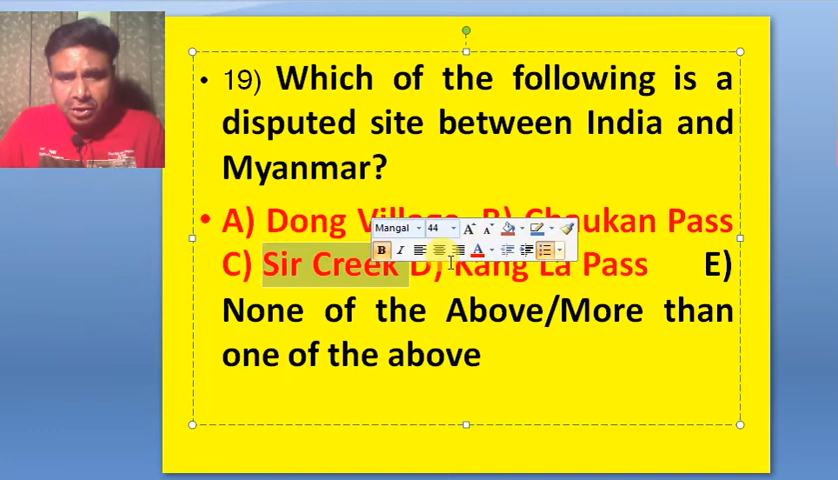 • 19) Which of the following is a
disputed site between India and
Myanmar?
Mangal 44 A A
B I A
• A) Dong Village B) Chaukan Pass
C) Sir Creek D) Kang La Pass E)
None of the Above/More than
one of the above